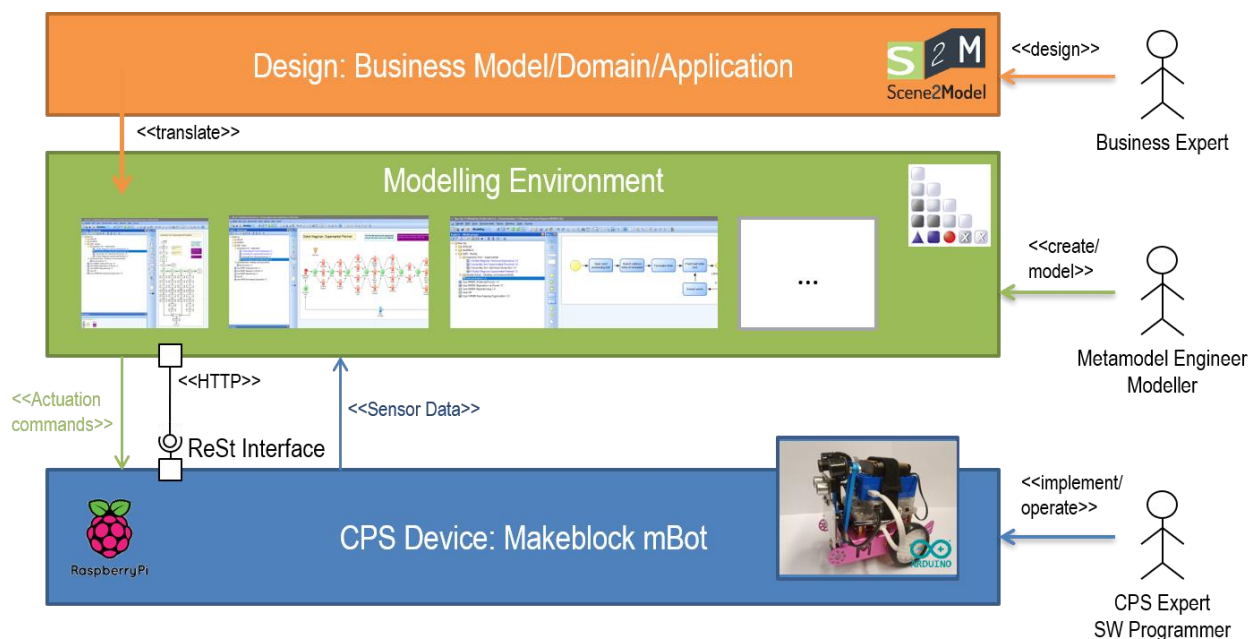 Design: Business Model/Domain/Application
S2M
Scene2Model
<<design>>
Business Expert
<<translate>>
Modelling Environment
...
<<create/
model>>
Metamodel Engineer
Modeller
<<Actuation
commands>>
<<HTTP>>
<<Sensor Data>>
ReSt Interface
CPS Device: Makeblock mBot
RaspberryPi
ARDUINO
<<implement/
operate>>
CPS Expert
SW Programmer